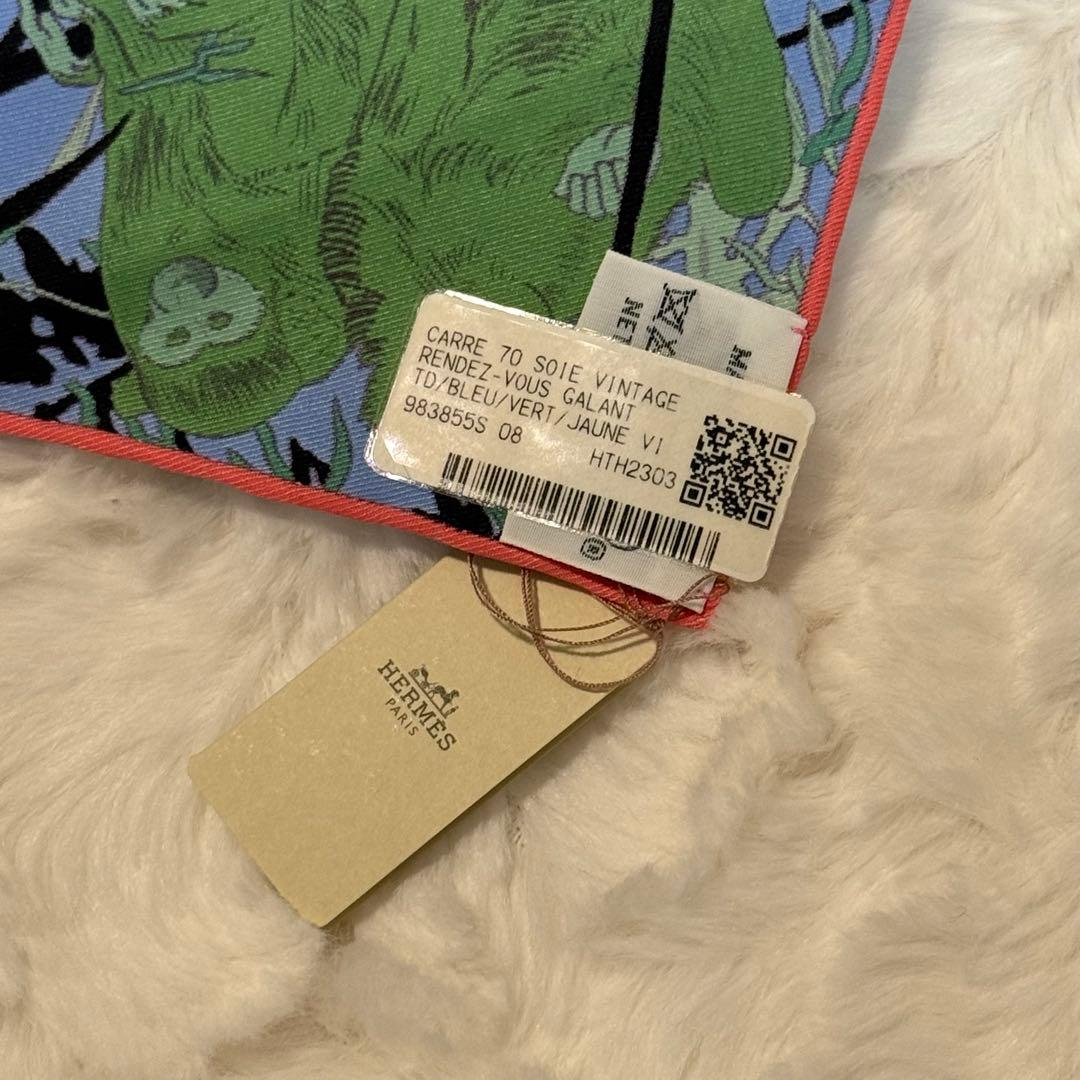 CARRE 70 SOIE VINTAGE
RENDEZ-VOUS GALANT
TD/BLEU/VERT/JAUNE VI
983855S 08
HTH2303
®
HERMES
PARIS